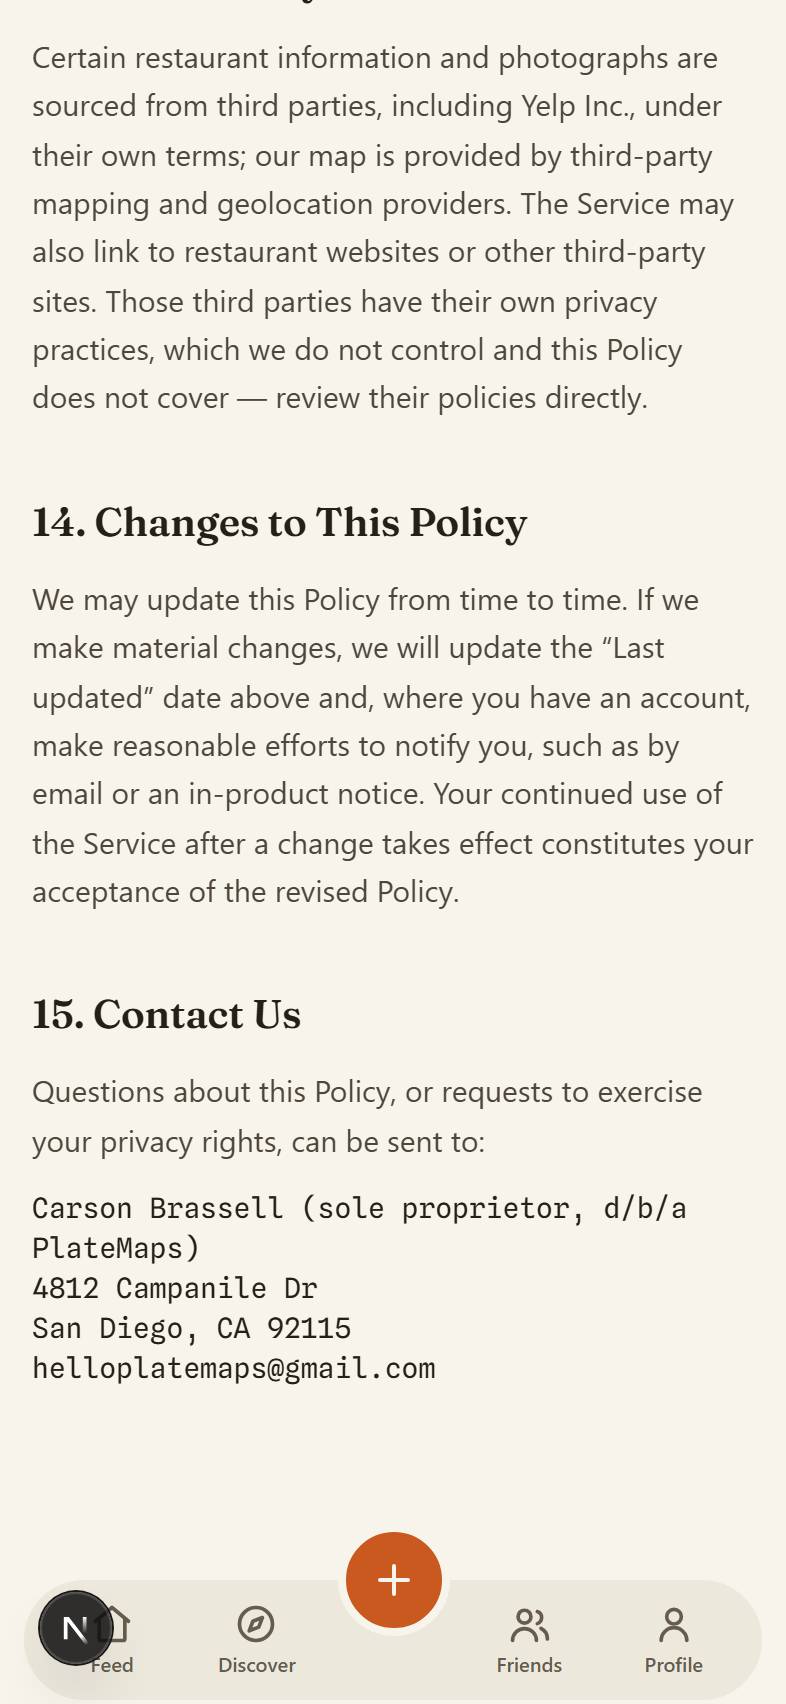 Certain restaurant information and photographs are
sourced from third parties, including Yelp Inc., under
their own terms; our map is provided by third-party
mapping and geolocation providers. The Service may
also link to restaurant websites or other third-party
sites. Those third parties have their own privacy
practices, which we do not control and this Policy
does not cover — review their policies directly.
14. Changes to This Policy
We may update this Policy from time to time. If we
make material changes, we will update the “Last
updated” date above and, where you have an account,
make reasonable efforts to notify you, such as by
email or an in-product notice. Your continued use of
the Service after a change takes effect constitutes your
acceptance of the revised Policy.
15. Contact Us
Questions about this Policy, or requests to exercise
your privacy rights, can be sent to:
Carson Brassell (sole proprietor, d/b/a
PlateMaps)
4812 Campanile Dr
San Diego, CA 92115
helloplatemaps@gmail.com
N
Feed Discover Friends Profile